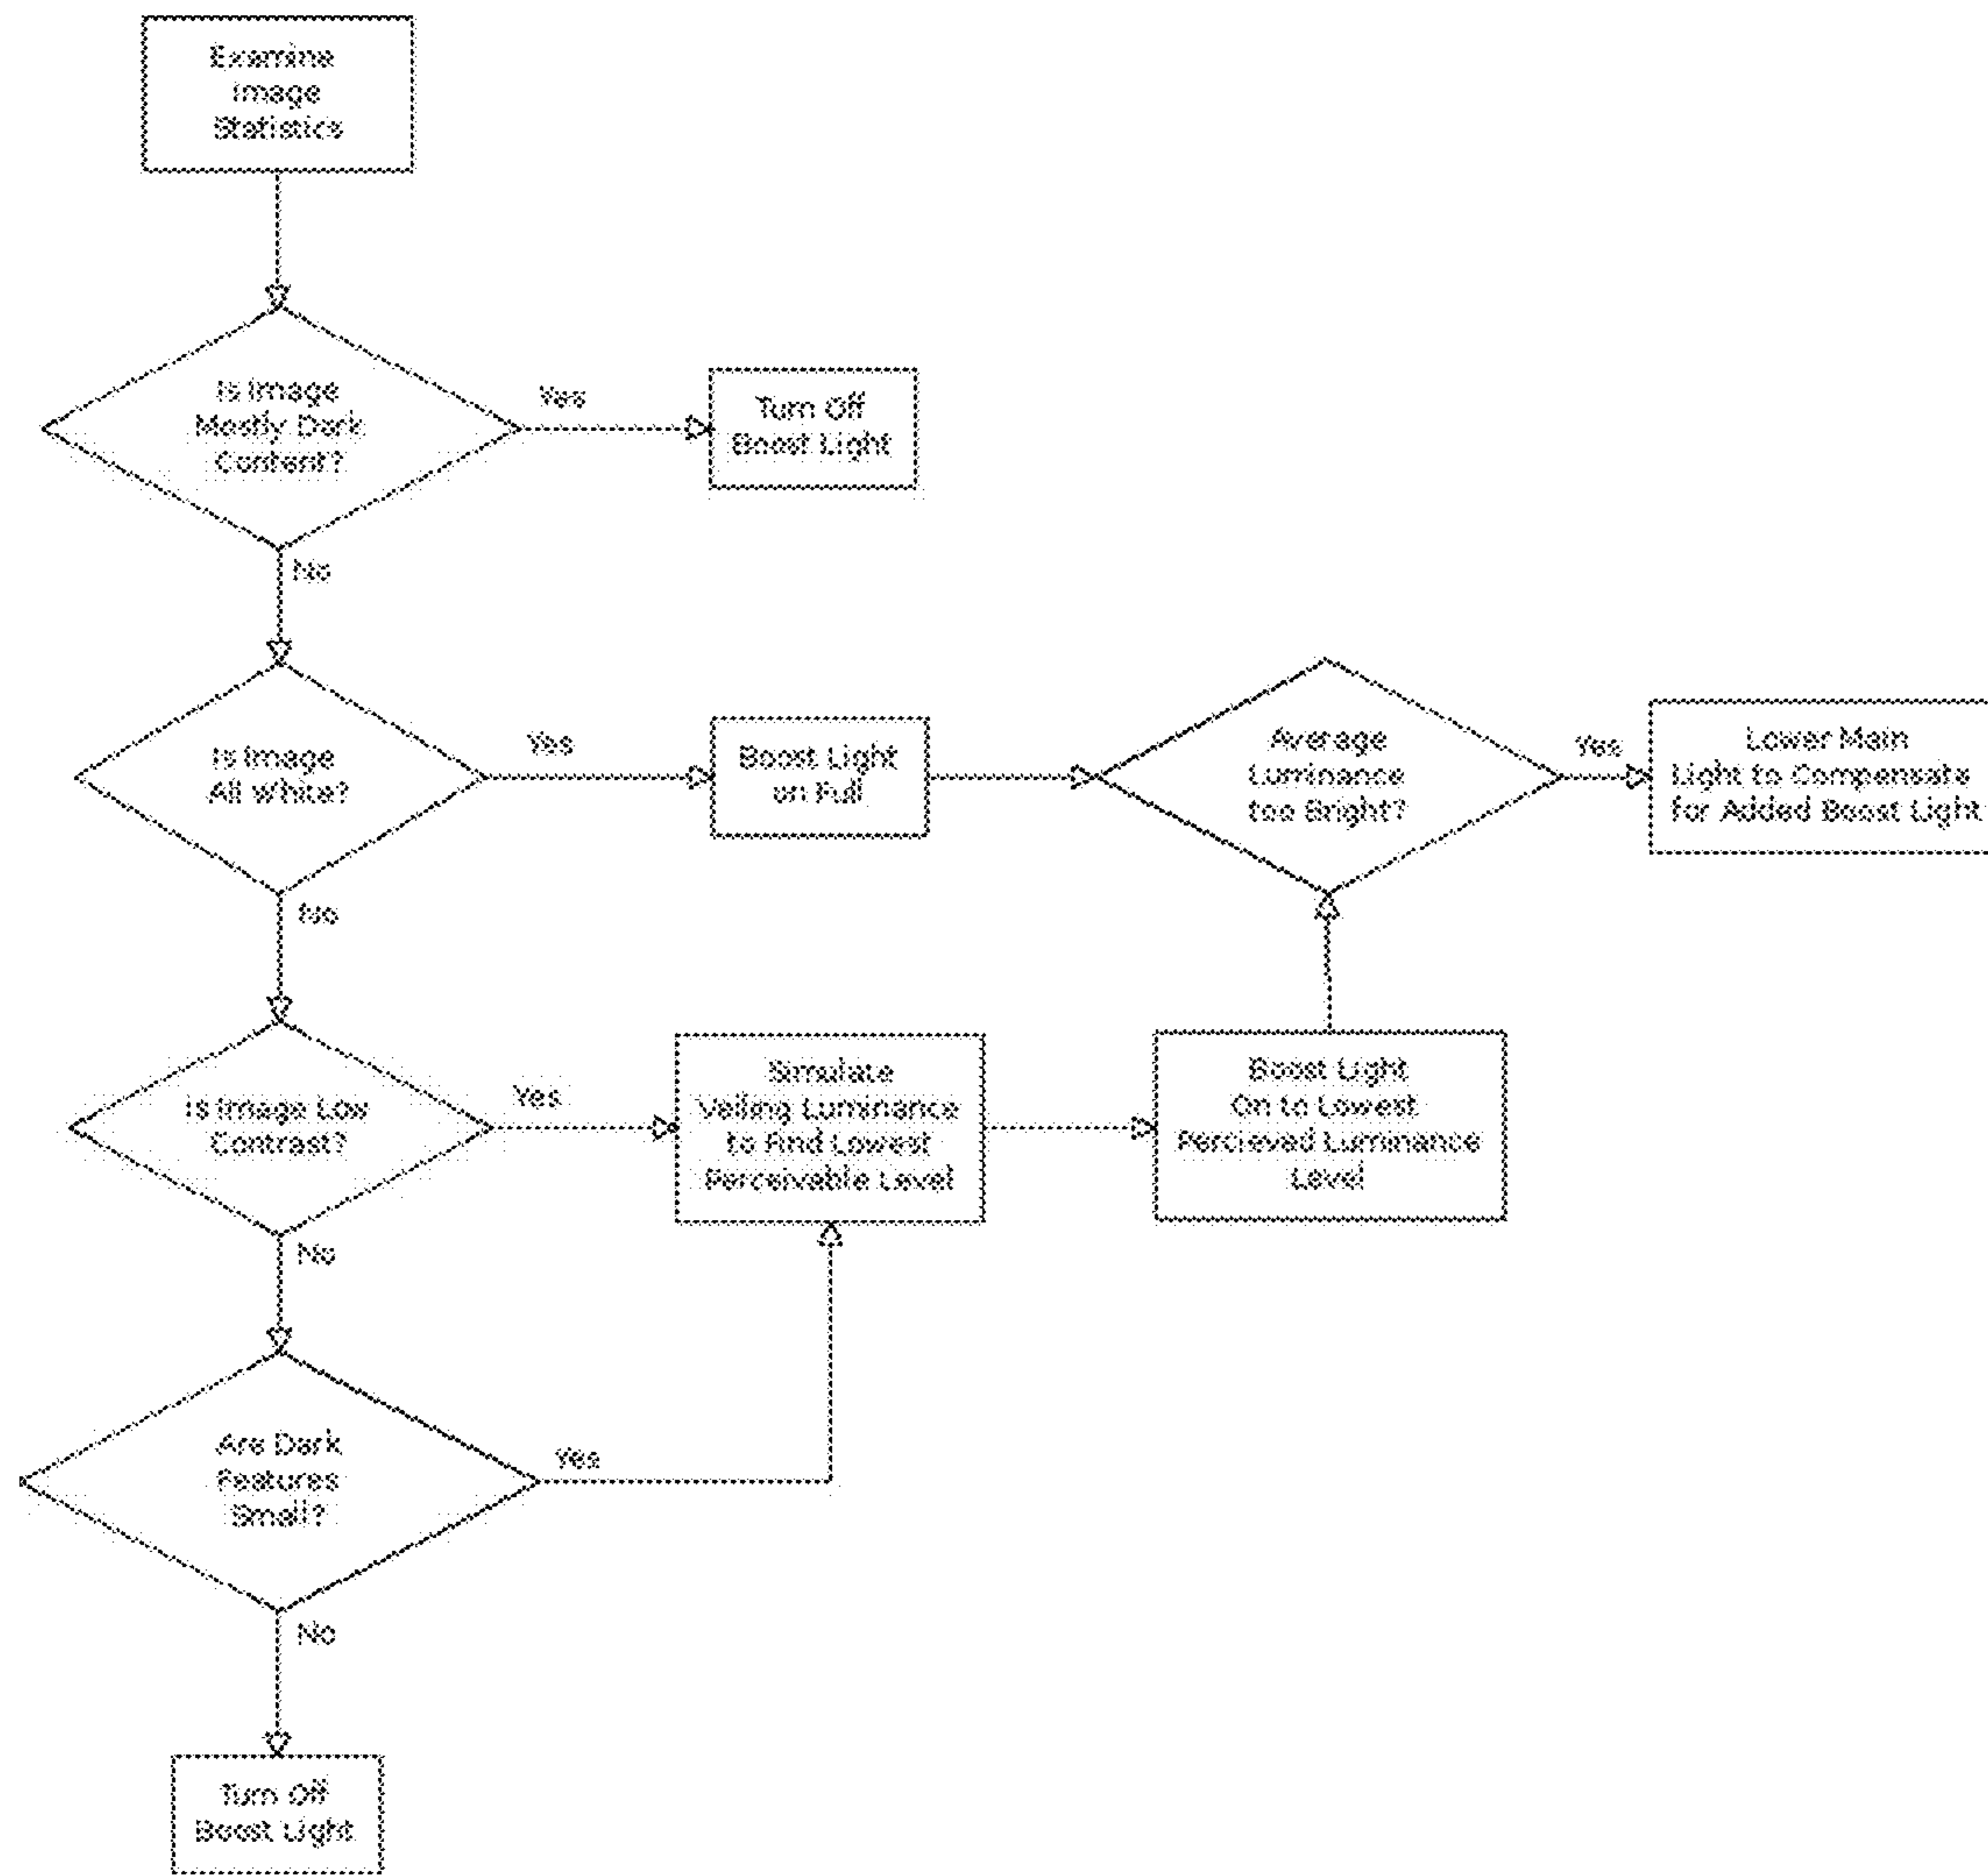 Examine
Image
Statistics
Is Image
Mostly Dark
Content?
Yes
Turn Off
Boost Light
No
Is Image
All White?
Yes
Boost Light
on Full
Average
Luminance
too Bright?
Yes
Lower Main
Light to Compensate
for Added Boost Light
No
Is Image Low
Contrast?
Yes
Simulate
Veiling Luminance
to Find Lowest
Perceivable Level
Boost Light
On to Lowest
Percieved Luminance
Level
No
Are Dark
Features
Small?
Yes
No
Turn Off
Boost Light